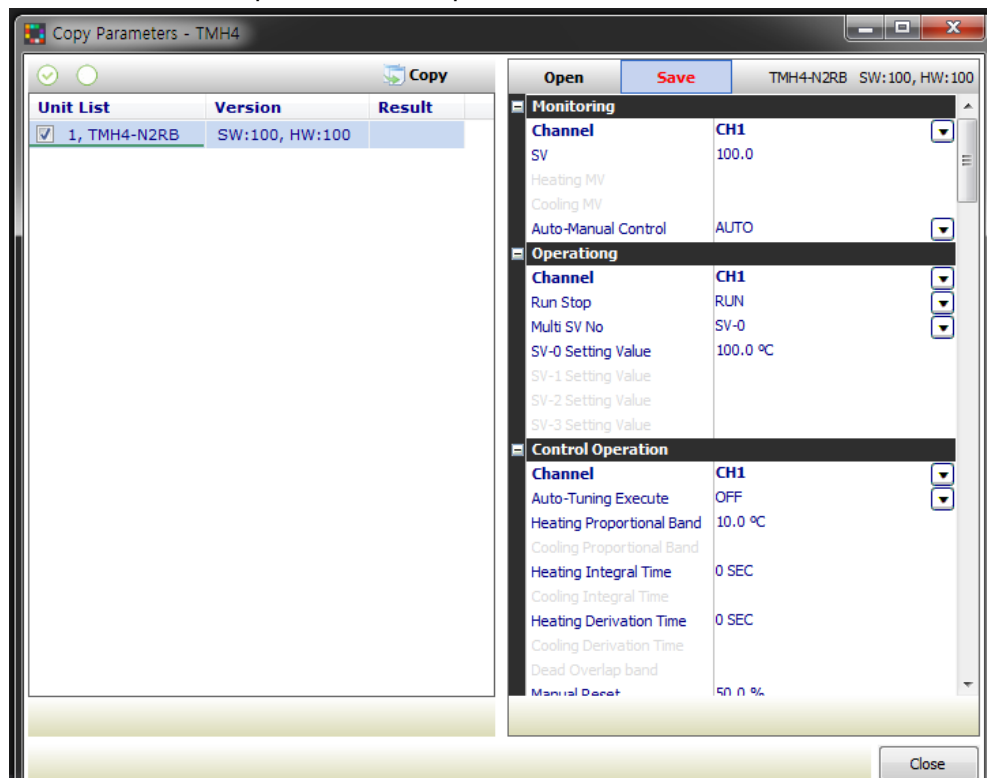 Copy Parameters - TMH4
Copy
Unit List Version Result
1, TMH4-N2RB SW:100, HW:100
Open Save TMH4-N2RB SW:100, HW:100
Monitoring
Channel CH1
SV 100.0
Heating MV
Cooling MV
Auto-Manual Control AUTO
Operationg
Channel CH1
Run Stop RUN
Multi SV No SV-0
SV-0 Setting Value 100.0 ºC
SV-1 Setting Value
SV-2 Setting Value
SV-3 Setting Value
Control Operation
Channel CH1
Auto-Tuning Execute OFF
Heating Proportional Band 10.0 ºC
Cooling Proportional Band
Heating Integral Time 0 SEC
Cooling Integral Time
Heating Derivation Time 0 SEC
Cooling Derivation Time
Dead Overlap band
Manual Reset 50.0 %
Close